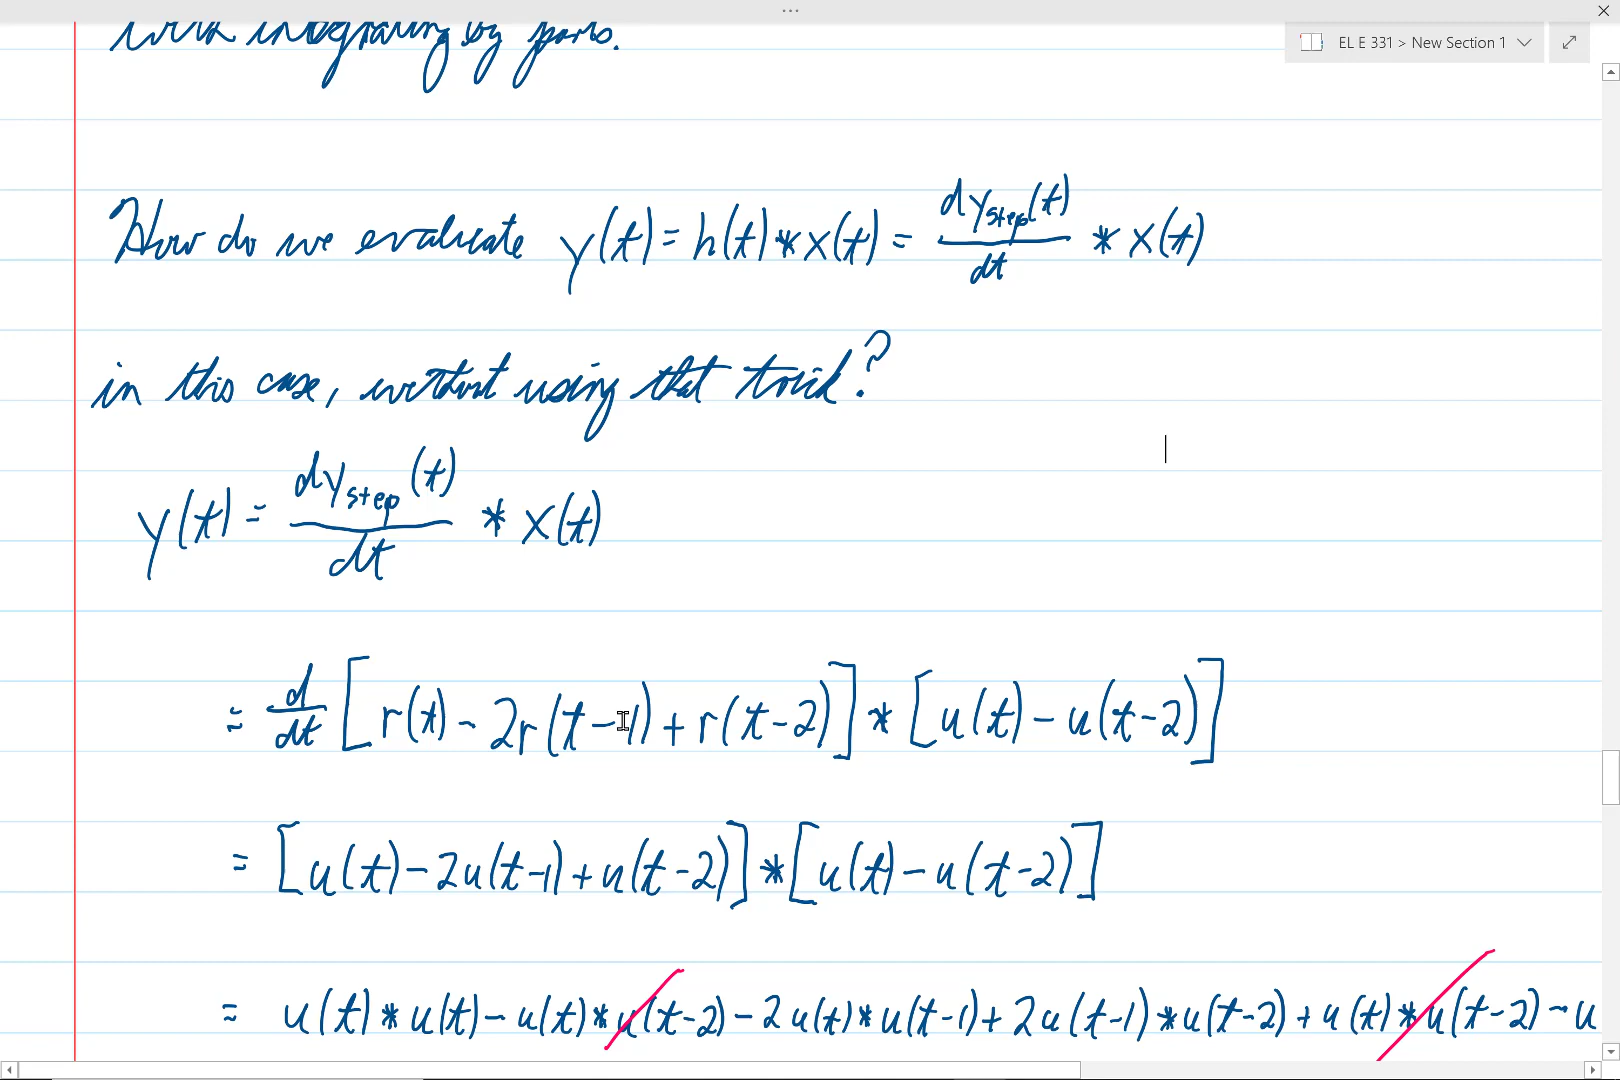 EL E 331 > New Section 1
integrating by parts.
How do we evaluate y(t) = h(t) * x(t) = dy_step(t)/dt * x(t)
in this case, without using that trick?
y(t) = dy_step(t)/dt * x(t)
= d/dt [r(t) - 2r(t-1) + r(t-2)] * [u(t) - u(t-2)]
= [u(t) - 2u(t-1) + u(t-2)] * [u(t) - u(t-2)]
= u(t) * u(t) - u(t) * u(t-2) - 2u(t) * u(t-1) + 2u(t-1) * u(t-2) + u(t) * u(t-2) - u